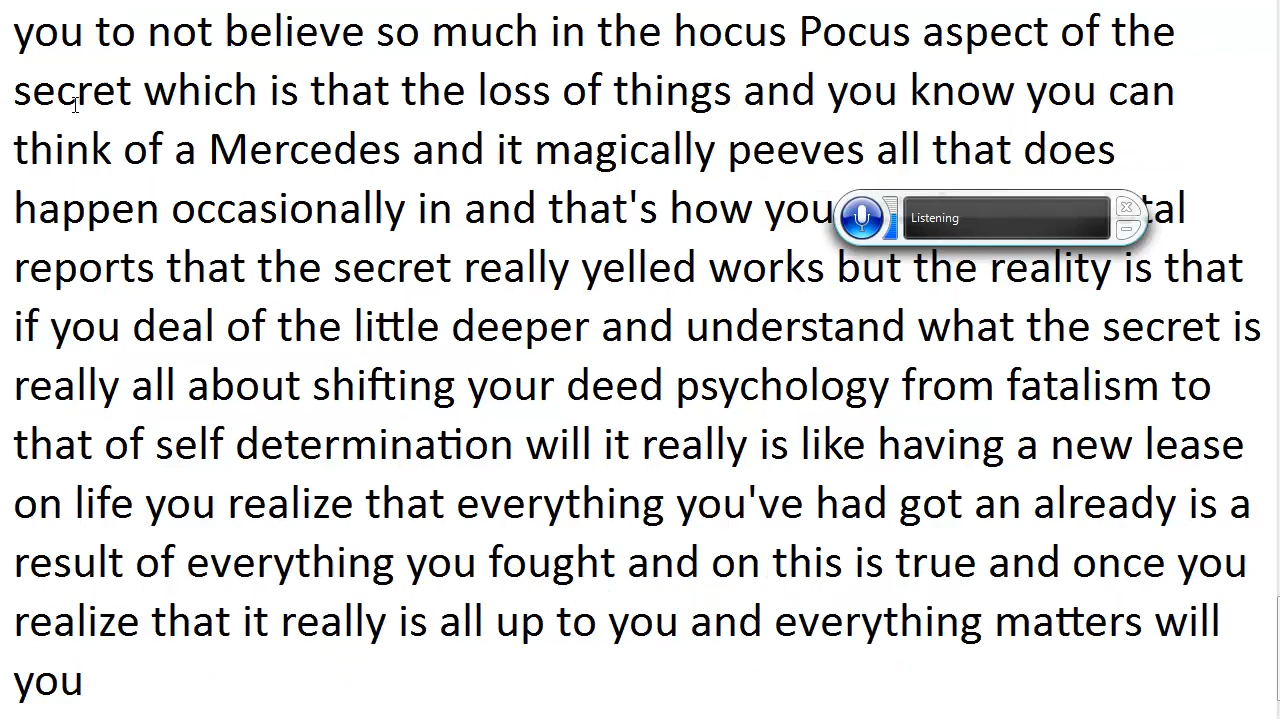 you to not believe so much in the hocus Pocus aspect of the
secret which is that the loss of things and you know you can
think of a Mercedes and it magically peeves all that does
happen occasionally in and that's how you tal
Listening
reports that the secret really yelled works but the reality is that
if you deal of the little deeper and understand what the secret is
really all about shifting your deed psychology from fatalism to
that of self determination will it really is like having a new lease
on life you realize that everything you've had got an already is a
result of everything you fought and on this is true and once you
realize that it really is all up to you and everything matters will
you